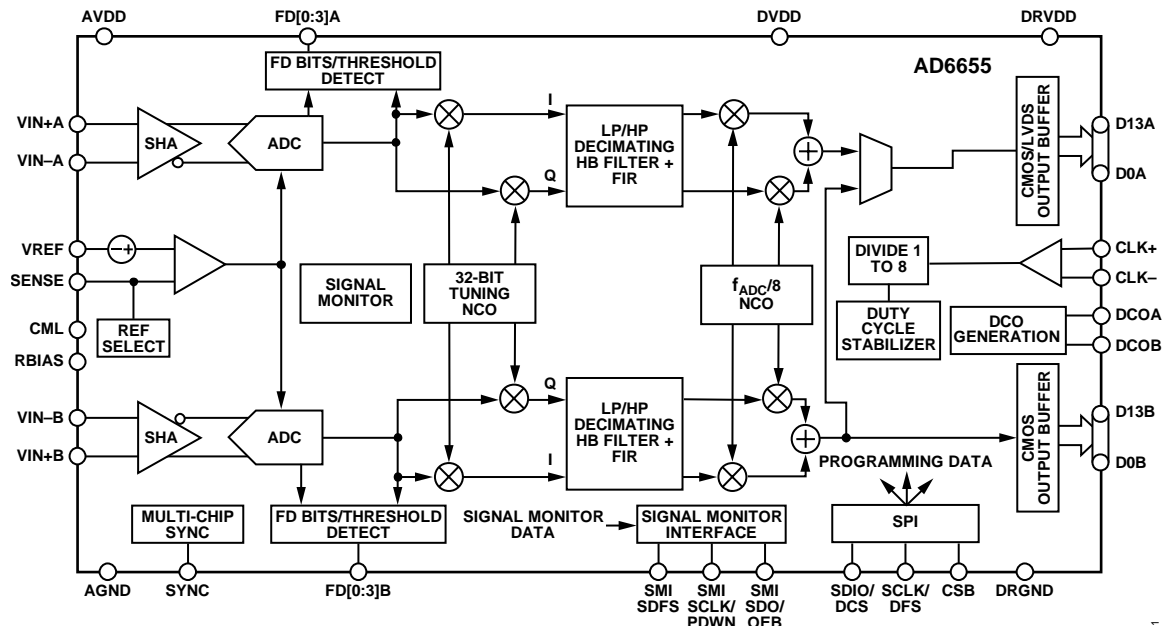 AVDD
FD[0:3]A
DVDD
DRVDD
FD BITS/THRESHOLD
DETECT
AD6655
VIN+A
VIN–A
SHA
ADC
I
Q
LP/HP
DECIMATING
HB FILTER +
FIR
CMOS/LVDS
OUTPUT BUFFER
D13A
D0A
VREF
SENSE
CML
RBIAS
REF
SELECT
SIGNAL
MONITOR
32-BIT
TUNING
NCO
fADC/8
NCO
DIVIDE 1
TO 8
DUTY
CYCLE
STABILIZER
CLK+
CLK–
DCO
GENERATION
DCOA
DCOB
VIN–B
VIN+B
SHA
ADC
Q
I
LP/HP
DECIMATING
HB FILTER +
FIR
CMOS
OUTPUT BUFFER
D13B
D0B
PROGRAMMING DATA
MULTI-CHIP
SYNC
FD BITS/THRESHOLD
DETECT
SIGNAL MONITOR
DATA
SIGNAL MONITOR
INTERFACE
SPI
AGND
SYNC
FD[0:3]B
SMI
SDFS
SMI
SCLK/
PDWN
SMI
SDO/
OEB
SDIO/
DCS
SCLK/
DFS
CSB
DRGND